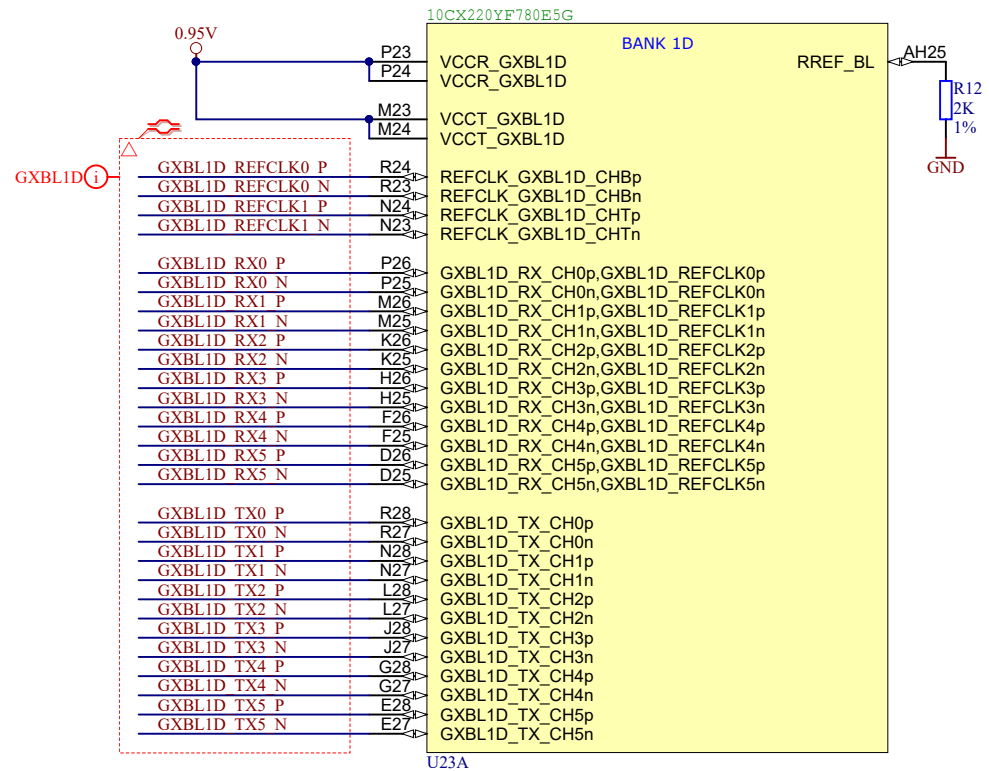 10CX220YF780E5G
0.95V
BANK 1D
P23 VCCR_GXBL1D
RREF_BL AH25
P24 VCCR_GXBL1D
R12
2K
1%
GND
M23 VCCT_GXBL1D
M24 VCCT_GXBL1D
GXBL1D i
GXBL1D_REFCLK0_P R24 REFCLK_GXBL1D_CHBp
GXBL1D_REFCLK0_N R23 REFCLK_GXBL1D_CHBn
GXBL1D_REFCLK1_P N24 REFCLK_GXBL1D_CHTp
GXBL1D_REFCLK1_N N23 REFCLK_GXBL1D_CHTn
GXBL1D_RX0_P P26 GXBL1D_RX_CH0p,GXBL1D_REFCLK0p
GXBL1D_RX0_N P25 GXBL1D_RX_CH0n,GXBL1D_REFCLK0n
GXBL1D_RX1_P M26 GXBL1D_RX_CH1p,GXBL1D_REFCLK1p
GXBL1D_RX1_N M25 GXBL1D_RX_CH1n,GXBL1D_REFCLK1n
GXBL1D_RX2_P K26 GXBL1D_RX_CH2p,GXBL1D_REFCLK2p
GXBL1D_RX2_N K25 GXBL1D_RX_CH2n,GXBL1D_REFCLK2n
GXBL1D_RX3_P H26 GXBL1D_RX_CH3p,GXBL1D_REFCLK3p
GXBL1D_RX3_N H25 GXBL1D_RX_CH3n,GXBL1D_REFCLK3n
GXBL1D_RX4_P F26 GXBL1D_RX_CH4p,GXBL1D_REFCLK4p
GXBL1D_RX4_N F25 GXBL1D_RX_CH4n,GXBL1D_REFCLK4n
GXBL1D_RX5_P D26 GXBL1D_RX_CH5p,GXBL1D_REFCLK5p
GXBL1D_RX5_N D25 GXBL1D_RX_CH5n,GXBL1D_REFCLK5n
GXBL1D_TX0_P R28 GXBL1D_TX_CH0p
GXBL1D_TX0_N R27 GXBL1D_TX_CH0n
GXBL1D_TX1_P N28 GXBL1D_TX_CH1p
GXBL1D_TX1_N N27 GXBL1D_TX_CH1n
GXBL1D_TX2_P L28 GXBL1D_TX_CH2p
GXBL1D_TX2_N L27 GXBL1D_TX_CH2n
GXBL1D_TX3_P J28 GXBL1D_TX_CH3p
GXBL1D_TX3_N J27 GXBL1D_TX_CH3n
GXBL1D_TX4_P G28 GXBL1D_TX_CH4p
GXBL1D_TX4_N G27 GXBL1D_TX_CH4n
GXBL1D_TX5_P E28 GXBL1D_TX_CH5p
GXBL1D_TX5_N E27 GXBL1D_TX_CH5n
U23A